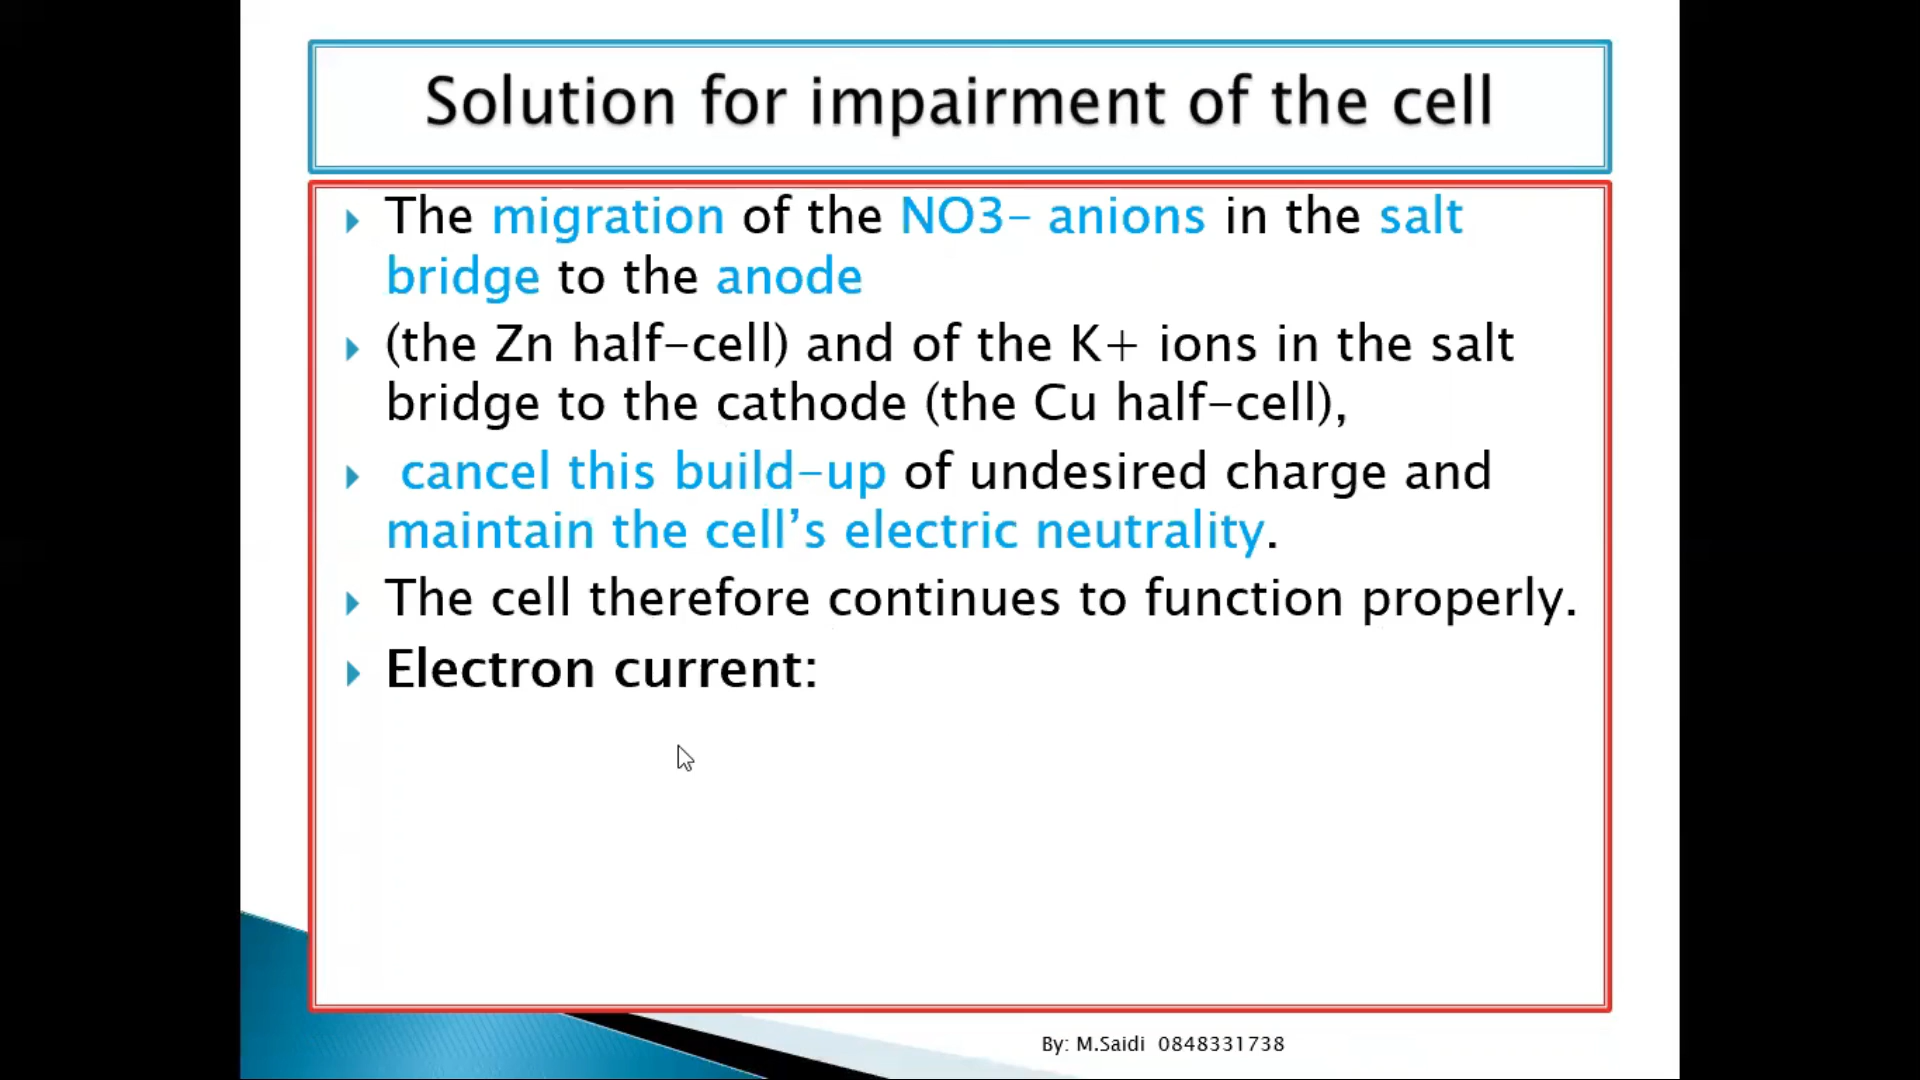 Solution for impairment of the cell
The migration of the NO3- anions in the salt
bridge to the anode
(the Zn half-cell) and of the K+ ions in the salt
bridge to the cathode (the Cu half-cell),
cancel this build-up of undesired charge and
maintain the cell’s electric neutrality.
The cell therefore continues to function properly.
Electron current:
By: M.Saidi 0848331738